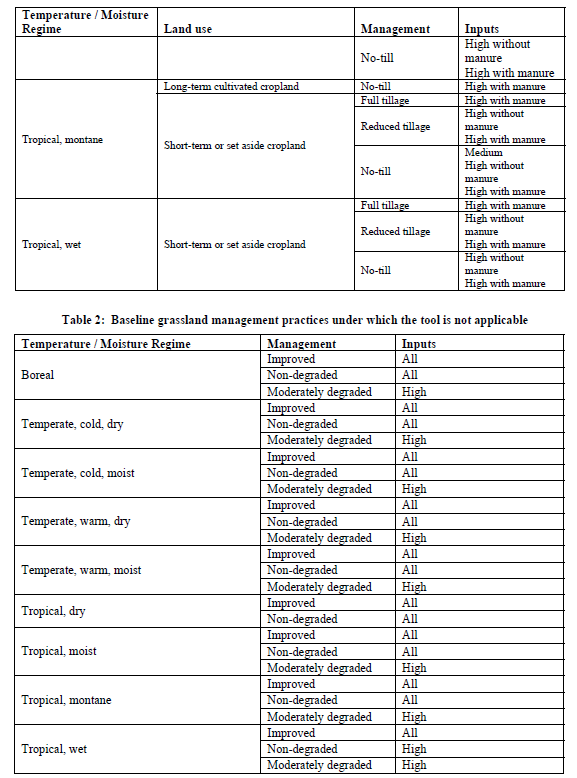 Temperature / Moisture Regime Land use Management Inputs
No-till High without manure
High with manure
Tropical, montane Long-term cultivated cropland No-till High with manure
Short-term or set aside cropland Full tillage High with manure
Reduced tillage High without manure
High with manure
No-till Medium
High without manure
High with manure
Tropical, wet Short-term or set aside cropland Full tillage High with manure
Reduced tillage High without manure
High with manure
No-till High without manure
High with manure
Table 2: Baseline grassland management practices under which the tool is not applicable
Temperature / Moisture Regime Management Inputs
Boreal Improved All
Non-degraded All
Moderately degraded High
Temperate, cold, dry Improved All
Non-degraded All
Moderately degraded High
Temperate, cold, moist Improved All
Non-degraded All
Moderately degraded High
Temperate, warm, dry Improved All
Non-degraded All
Moderately degraded High
Temperate, warm, moist Improved All
Non-degraded All
Moderately degraded High
Tropical, dry Improved All
Non-degraded All
Tropical, moist Improved All
Non-degraded All
Moderately degraded High
Tropical, montane Improved All
Non-degraded All
Moderately degraded High
Tropical, wet Improved All
Non-degraded High
Moderately degraded High